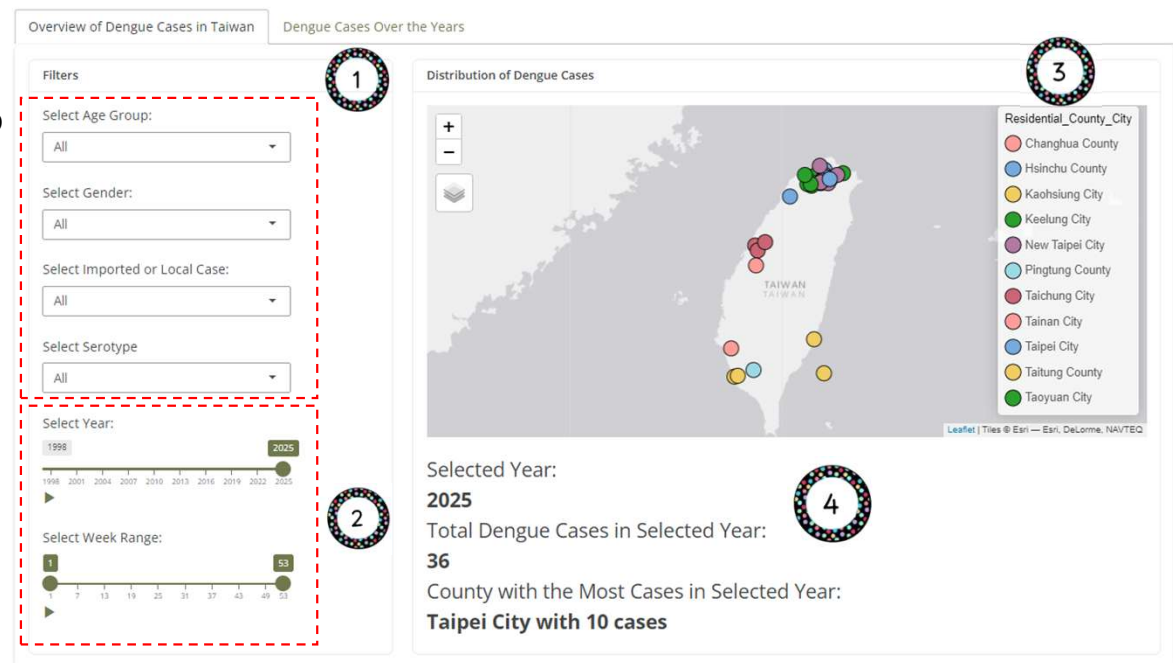 Overview of Dengue Cases in Taiwan
Dengue Cases Over the Years
Filters
1
Select Age Group:
All
Select Gender:
All
Select Imported or Local Case:
All
Select Serotype
All
Select Year:
1998
2025
1998 2001 2004 2007 2010 2013 2016 2019 2022 2025
2
Select Week Range:
1
53
1 7 13 19 25 31 37 43 49 53
Distribution of Dengue Cases
3
+
−
TAIWAN
TAIWAN
Residential_County_City
Changhua County
Hsinchu County
Kaohsiung City
Keelung City
New Taipei City
Pingtung County
Taichung City
Tainan City
Taipei City
Taitung County
Taoyuan City
Leaflet | Tiles © Esri — Esri, DeLorme, NAVTEQ
Selected Year:
2025
4
Total Dengue Cases in Selected Year:
36
County with the Most Cases in Selected Year:
Taipei City with 10 cases